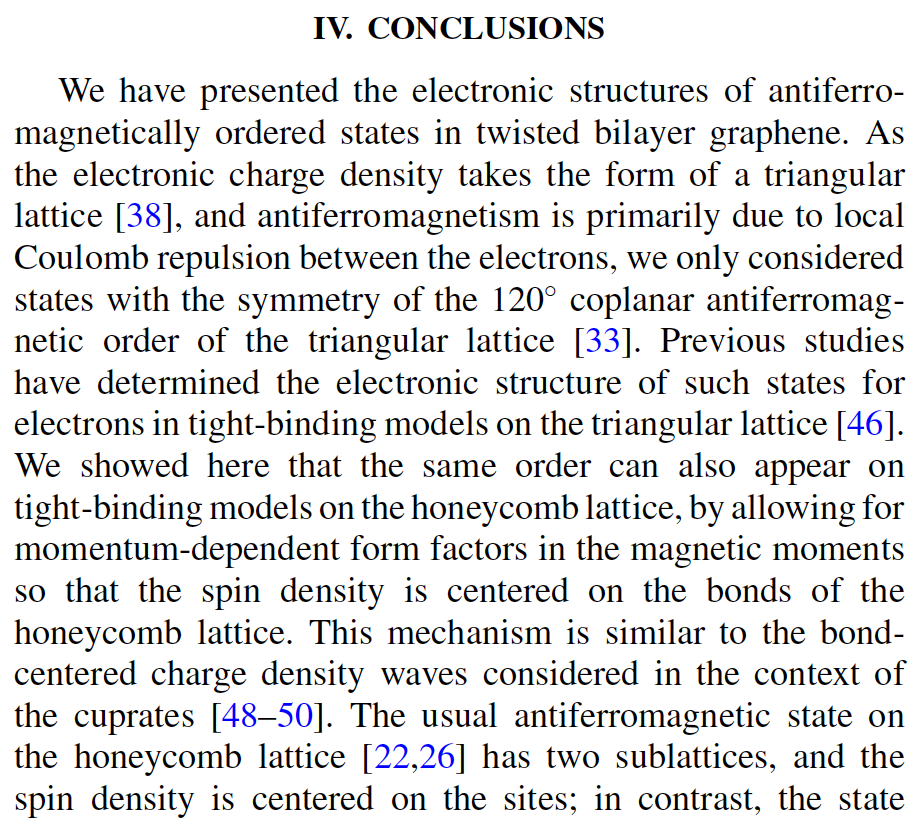 IV. CONCLUSIONS
We have presented the electronic structures of antiferro-
magnetically ordered states in twisted bilayer graphene. As
the electronic charge density takes the form of a triangular
lattice [38], and antiferromagnetism is primarily due to local
Coulomb repulsion between the electrons, we only considered
states with the symmetry of the 120° coplanar antiferromag-
netic order of the triangular lattice [33]. Previous studies
have determined the electronic structure of such states for
electrons in tight-binding models on the triangular lattice [46].
We showed here that the same order can also appear on
tight-binding models on the honeycomb lattice, by allowing for
momentum-dependent form factors in the magnetic moments
so that the spin density is centered on the bonds of the
honeycomb lattice. This mechanism is similar to the bond-
centered charge density waves considered in the context of
the cuprates [48–50]. The usual antiferromagnetic state on
the honeycomb lattice [22,26] has two sublattices, and the
spin density is centered on the sites; in contrast, the state